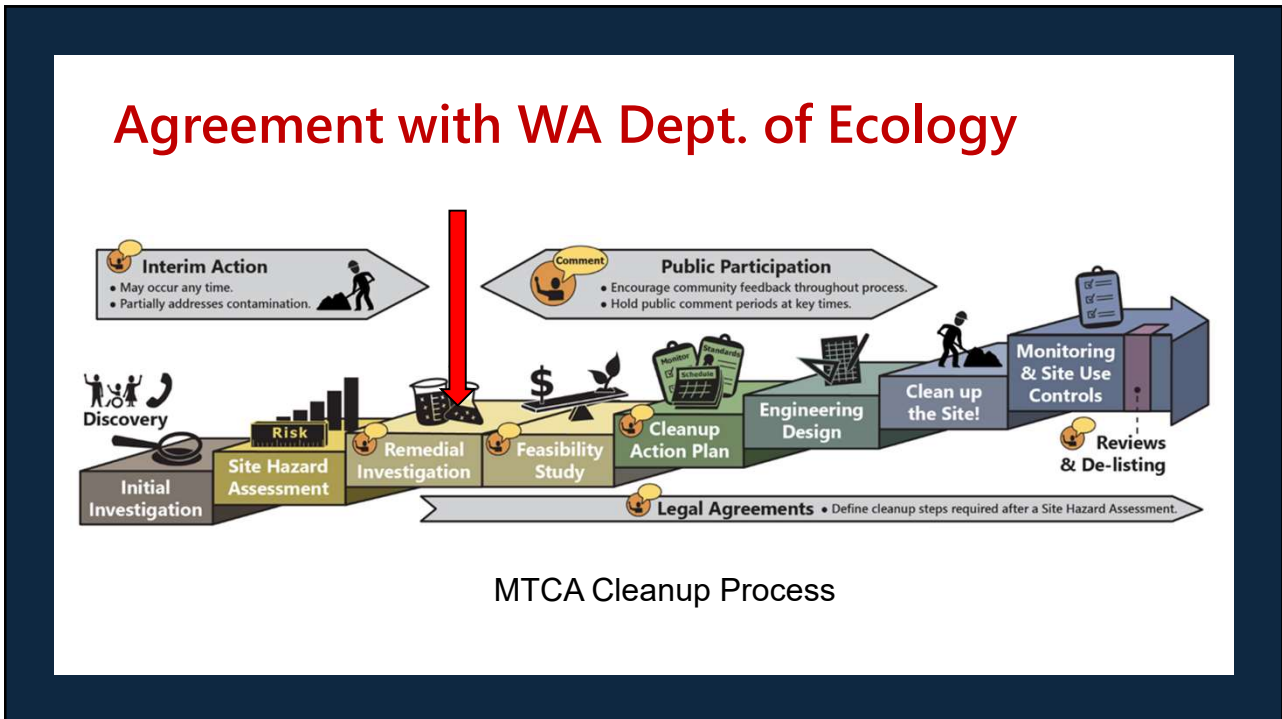 Agreement with WA Dept. of Ecology
Interim Action
• May occur any time.
• Partially addresses contamination.
Comment
Public Participation
• Encourage community feedback throughout process.
• Hold public comment periods at key times.
Discovery
Initial
Investigation
Risk
Site Hazard
Assessment
Remedial
Investigation
$
Feasibility
Study
Monitor
Standards
Schedule
Cleanup
Action Plan
Engineering
Design
Clean up
the Site!
Monitoring
& Site Use
Controls
Reviews
& De-listing
Legal Agreements • Define cleanup steps required after a Site Hazard Assessment.
MTCA Cleanup Process